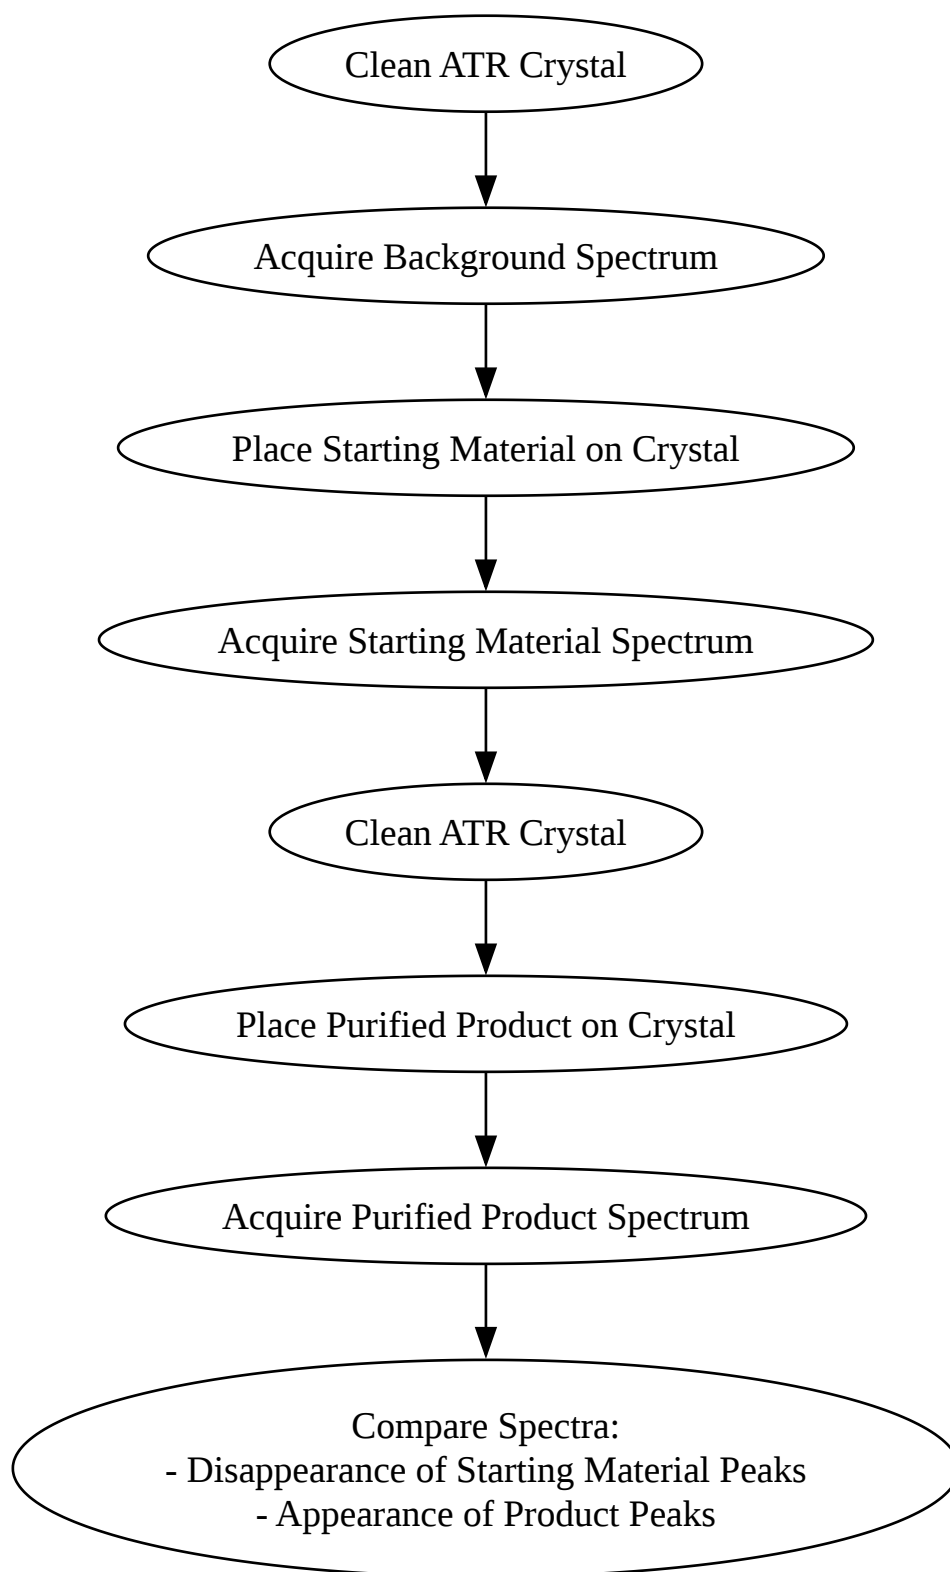 Clean ATR Crystal
Acquire Background Spectrum
Place Starting Material on Crystal
Acquire Starting Material Spectrum
Clean ATR Crystal
Place Purified Product on Crystal
Acquire Purified Product Spectrum
Compare Spectra:
- Disappearance of Starting Material Peaks
- Appearance of Product Peaks